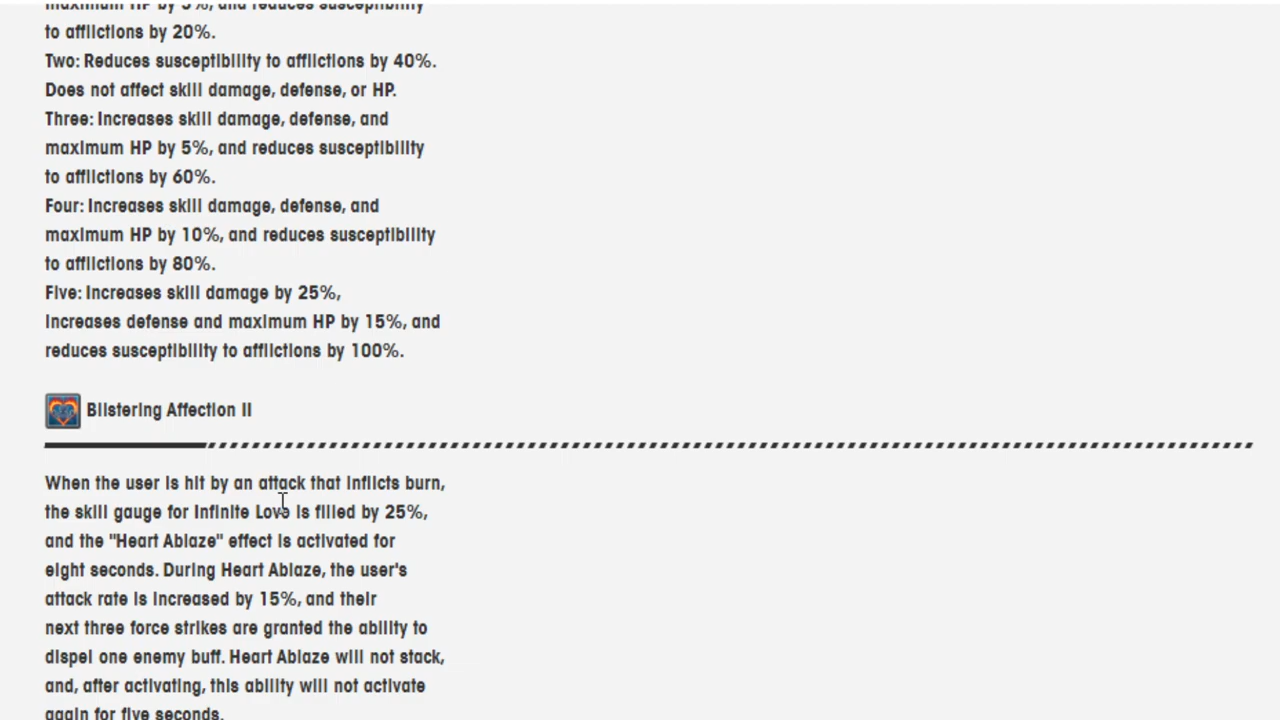 maximum HP by 5%, and reduces susceptibility
to afflictions by 20%.
Two: Reduces susceptibility to afflictions by 40%.
Does not affect skill damage, defense, or HP.
Three: Increases skill damage, defense, and
maximum HP by 5%, and reduces susceptibility
to afflictions by 60%.
Four: Increases skill damage, defense, and
maximum HP by 10%, and reduces susceptibility
to afflictions by 80%.
Five: Increases skill damage by 25%,
increases defense and maximum HP by 15%, and
reduces susceptibility to afflictions by 100%.
Blistering Affection II
When the user is hit by an attack that inflicts burn,
the skill gauge for Infinite Love is filled by 25%,
and the "Heart Ablaze" effect is activated for
eight seconds. During Heart Ablaze, the user's
attack rate is increased by 15%, and their
next three force strikes are granted the ability to
dispel one enemy buff. Heart Ablaze will not stack,
and, after activating, this ability will not activate
again for five seconds.